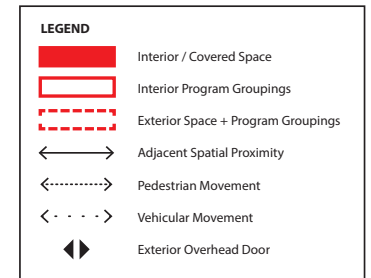 LEGEND
Interior / Covered Space
Interior Program Groupings
Exterior Space + Program Groupings
Adjacent Spatial Proximity
Pedestrian Movement
Vehicular Movement
Exterior Overhead Door